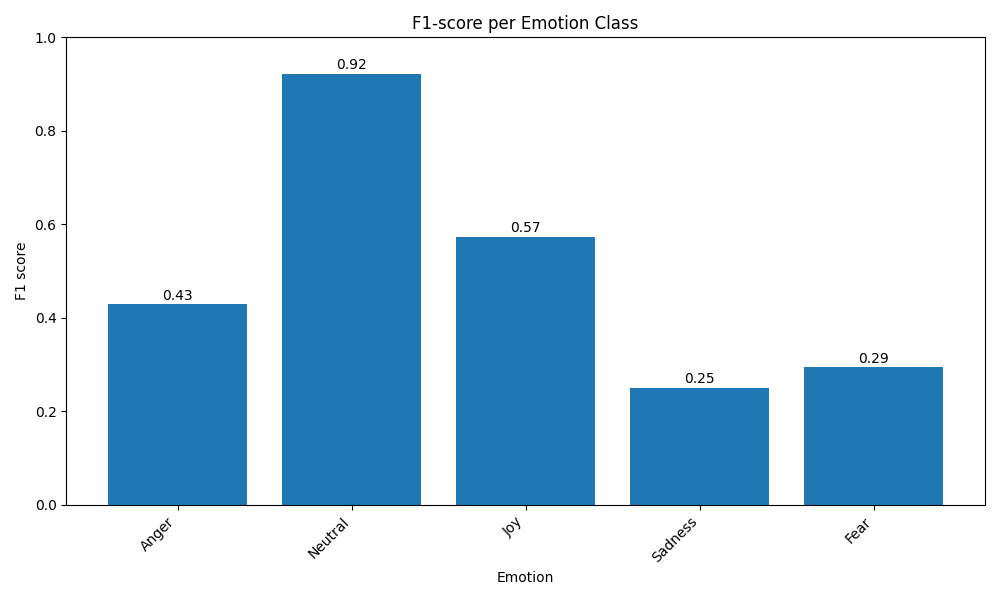 F1-score per Emotion Class
1.0
0.8
0.6
0.4
0.2
0.0
F1 score
0.43
0.92
0.57
0.25
0.29
Anger
Neutral
Joy
Sadness
Fear
Emotion